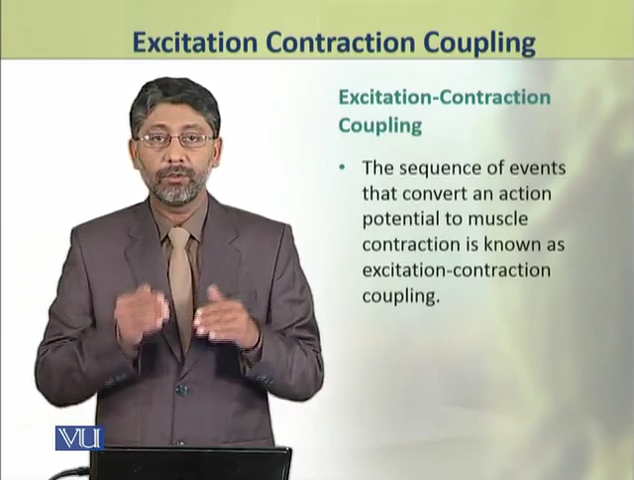 Excitation Contraction Coupling
Excitation-Contraction
Coupling
• The sequence of events
that convert an action
potential to muscle
contraction is known as
excitation-contraction
coupling.
VU